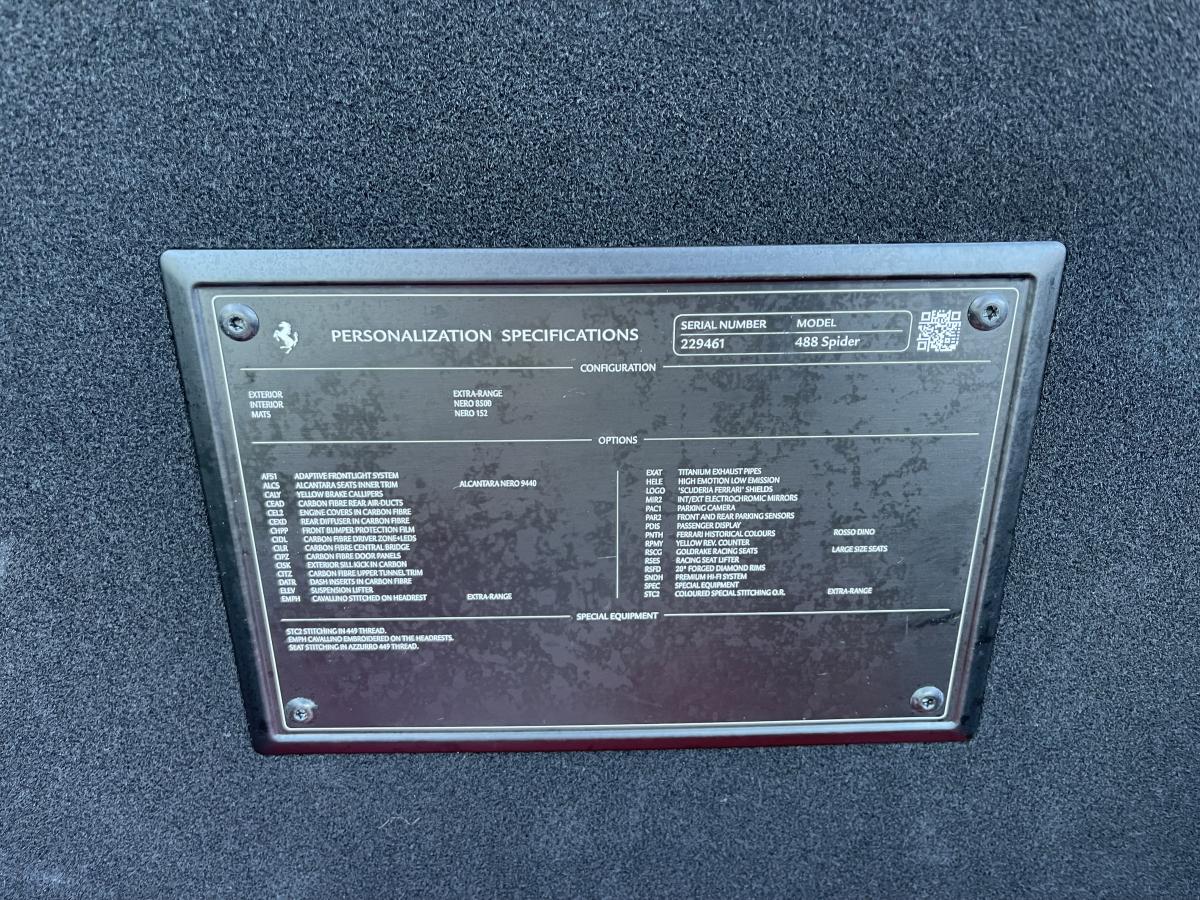 PERSONALIZATION SPECIFICATIONS
SERIAL NUMBER MODEL
229461 488 Spider
CONFIGURATION
EXTERIOR EXTRA-RANGE
INTERIOR NERO 8500
MATS NERO 152
OPTIONS
AFS1 ADAPTIVE FRONTLIGHT SYSTEM
ALCS ALCANTARA SEATS INNER TRIM ALCANTARA NERO 9440
CALY YELLOW BRAKE CALLIPERS
CEAD CARBON FIBRE REAR AIR-DUCTS
CEL2 ENGINE COVERS IN CARBON FIBRE
CEXD REAR DIFFUSER IN CARBON FIBRE
CHPP FRONT BUMPER PROTECTION FILM
CIDL CARBON FIBRE DRIVER ZONE+LEDS
CILR CARBON FIBRE CENTRAL BRIDGE
CIPZ CARBON FIBRE DOOR PANELS
CISK EXTERIOR SILL KICK IN CARBON
CITZ CARBON FIBRE UPPER TUNNEL TRIM
DATR DASH INSERTS IN CARBON FIBRE
ELEV SUSPENSION LIFTER
EMPH CAVALLINO STITCHED ON HEADREST EXTRA-RANGE
EXAT TITANIUM EXHAUST PIPES
HELE HIGH EMOTION LOW EMISSION
LOGO "SCUDERIA FERRARI" SHIELDS
MIR2 INT/EXT ELECTROCHROMIC MIRRORS
PAC1 PARKING CAMERA
PAR2 FRONT AND REAR PARKING SENSORS
PDIS PASSENGER DISPLAY
PNTH FERRARI HISTORICAL COLOURS ROSSO DINO
RPMY YELLOW REV. COUNTER
RSCG GOLDRAKE RACING SEATS LARGE SIZE SEATS
RSES RACING SEAT LIFTER
RSFD 20" FORGED DIAMOND RIMS
SNDH PREMIUM HI-FI SYSTEM
SPEC SPECIAL EQUIPMENT
STC2 COLOURED SPECIAL STITCHING O.R. EXTRA-RANGE
SPECIAL EQUIPMENT
STC2 STITCHING IN 449 THREAD.
EMPH CAVALLINO EMBROIDERED ON THE HEADRESTS.
SEAT STITCHING IN AZZURRO 449 THREAD.